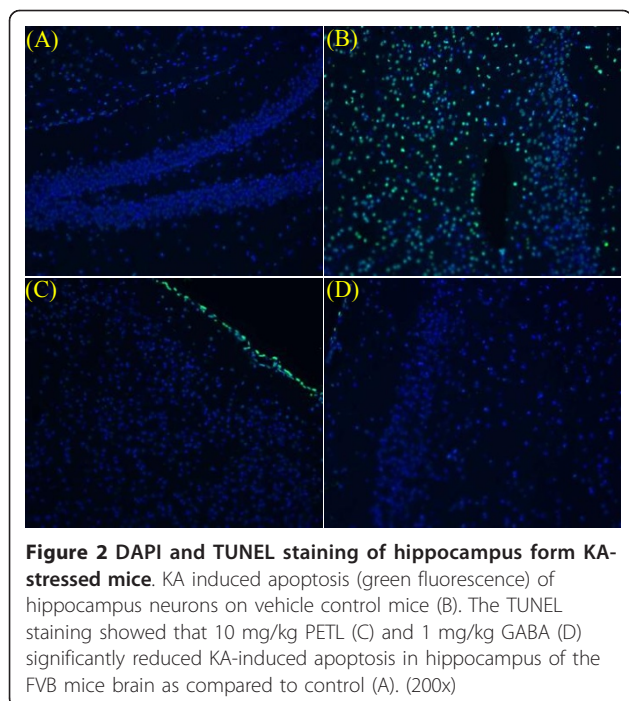 (A)
(B)
(C)
(D)
Figure 2 DAPI and TUNEL staining of hippocampus form KA-
stressed mice. KA induced apoptosis (green fluorescence) of
hippocampus neurons on vehicle control mice (B). The TUNEL
staining showed that 10 mg/kg PETL (C) and 1 mg/kg GABA (D)
significantly reduced KA-induced apoptosis in hippocampus of the
FVB mice brain as compared to control (A). (200x)